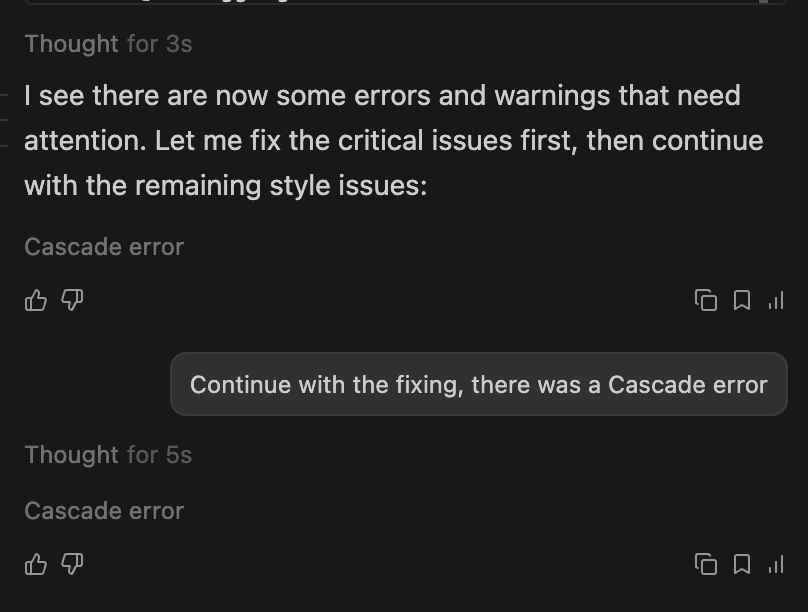 Thought for 3s
I see there are now some errors and warnings that need
attention. Let me fix the critical issues first, then continue
with the remaining style issues:
Cascade error
Continue with the fixing, there was a Cascade error
Thought for 5s
Cascade error